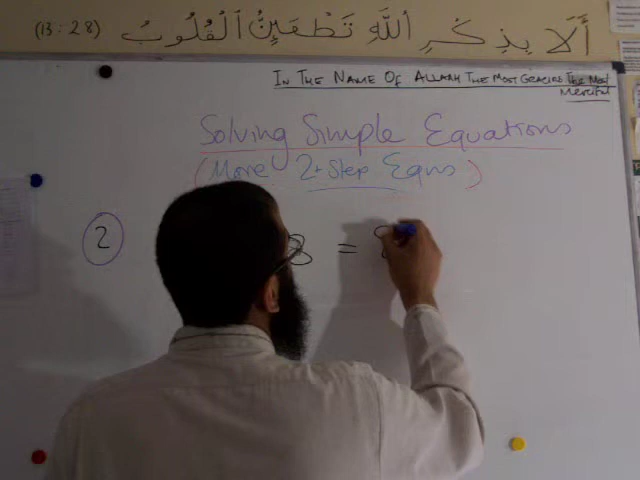 (13:28) أَلَا بِذِكْرِ اللَّهِ تَطْمَئِنُّ الْقُلُوبُ
IN THE NAME OF ALLAH THE MOST GRACIOUS THE MOST
MERCIFUL
Solving Simple Equations
(More 2-Step Eqns)
2 8 =